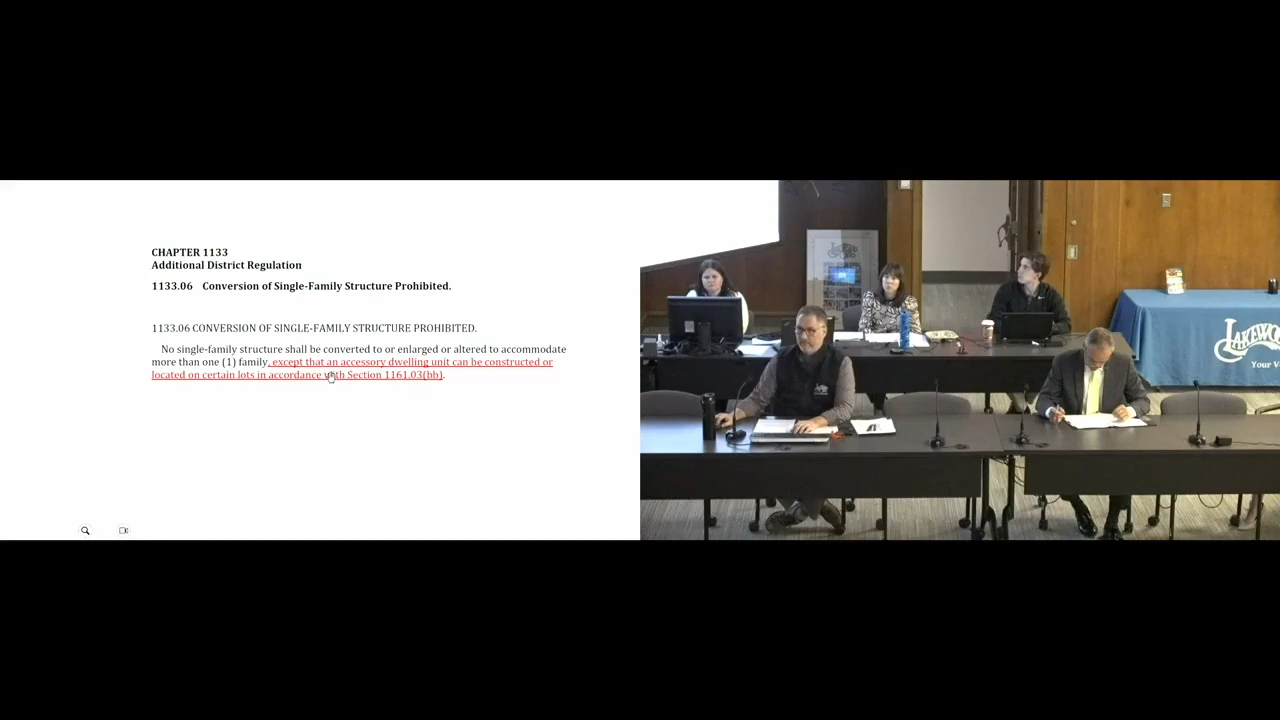 CHAPTER 1133
Additional District Regulation
1133.06 Conversion of Single-Family Structure Prohibited.
1133.06 CONVERSION OF SINGLE-FAMILY STRUCTURE PROHIBITED.
No single-family structure shall be converted to or enlarged or altered to accommodate
more than one (1) family, except that an accessory dwelling unit can be constructed or
located on certain lots in accordance with Section 1161.03(bb).
Your